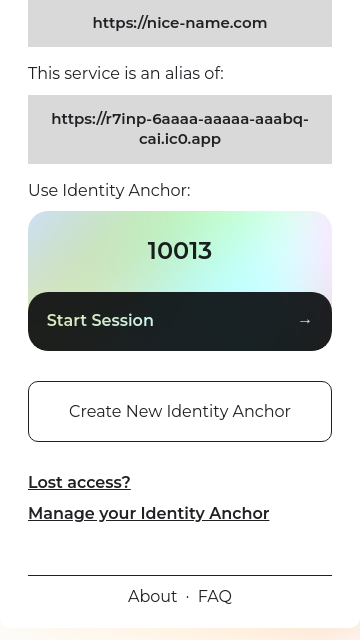 https://nice-name.com
This service is an alias of:
https://r7inp-6aaaa-aaaaa-aaabq-
cai.ic0.app
Use Identity Anchor:
10013
Start Session →
Create New Identity Anchor
Lost access?
Manage your Identity Anchor
About · FAQ